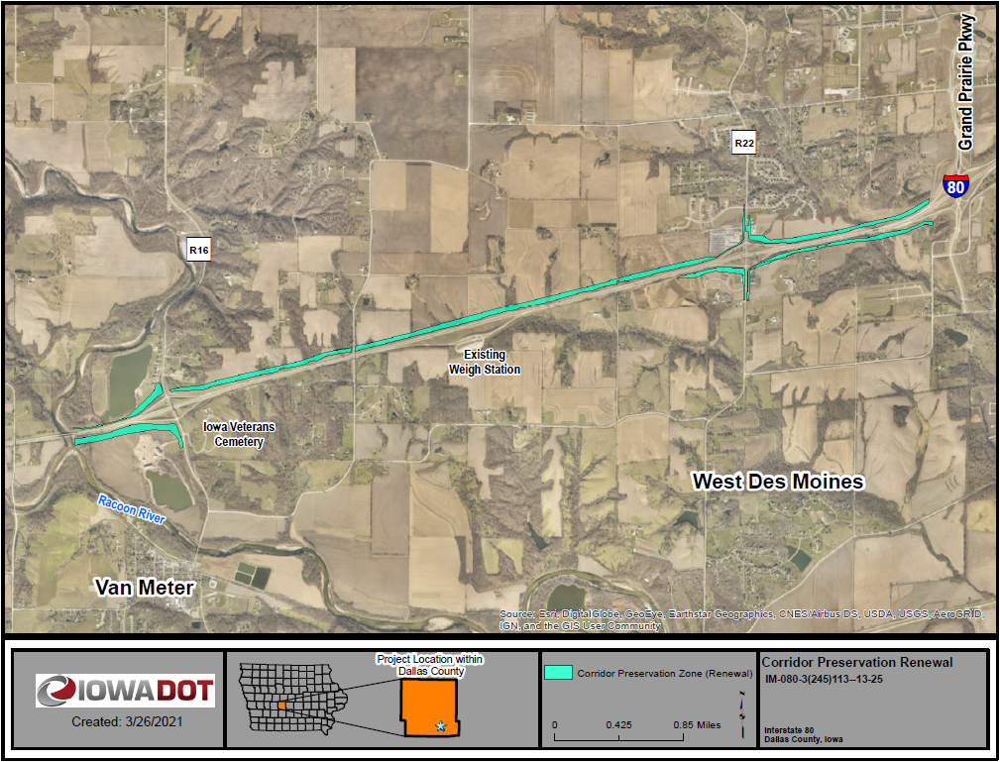 Grand Prairie Pkwy
R22
80
R16
Existing
Weigh Station
Iowa Veterans
Cemetery
West Des Moines
Racoon River
Van Meter
Source: Esri, DigitalGlobe, GeoEye, Earthstar Geographics, CNES/Airbus DS, USDA, USGS, AeroGRID,
IGN, and the GIS User Community
IOWADOT
Created: 3/26/2021
Project Location within
Dallas County
Corridor Preservation Zone (Renewal)
0 0.425 0.85 Miles
Corridor Preservation Renewal
IM-080-3(245)113--13-25
Interstate 80
Dallas County, Iowa